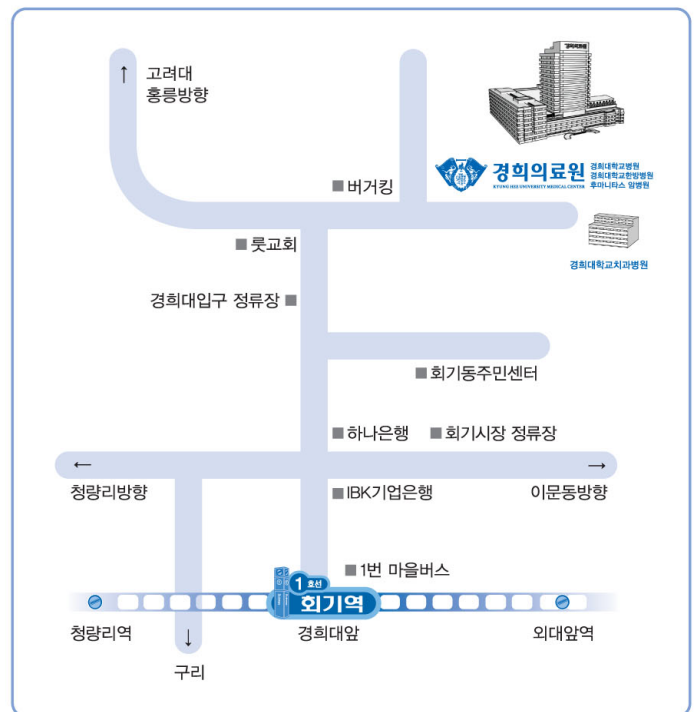 ↑ 고려대
홍릉방향
경희의료원
경희의료원
KYUNG HEE UNIVERSITY MEDICAL CENTER
경희대학교병원
경희대학교한방병원
후마니타스 암병원
버거킹
룻교회
경희대학교치과병원
경희대입구 정류장
회기동주민센터
하나은행
회기시장 정류장
←
청량리방향
IBK기업은행
→
이문동방향
1번 마을버스
1 호선
회기역
청량리역
경희대앞
외대앞역
↓
구리